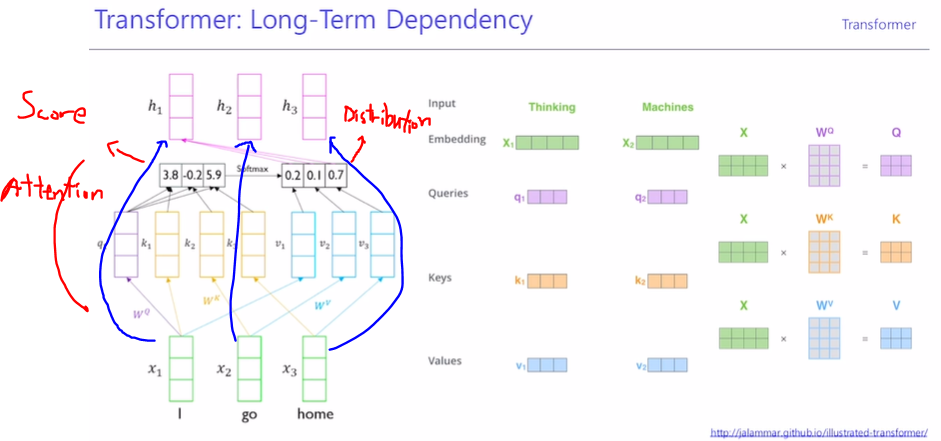 Transformer: Long-Term Dependency
Transformer
Score
Attention
Distribution
h₁ h₂ h₃
3.8 -0.2 5.9
Softmax
0.2 0.1 0.7
q k₁ k₂ k v₁ v₂ v₃
W^Q W^K W^V
x₁ x₂ x₃
I go home
Input
Thinking Machines
Embedding X₁ X₂
Queries q₁ q₂
Keys k₁ k₂
Values v₁ v₂
X W^Q Q
× =
X W^K K
× =
X W^V V
× =
http://jalammar.github.io/illustrated-transformer/